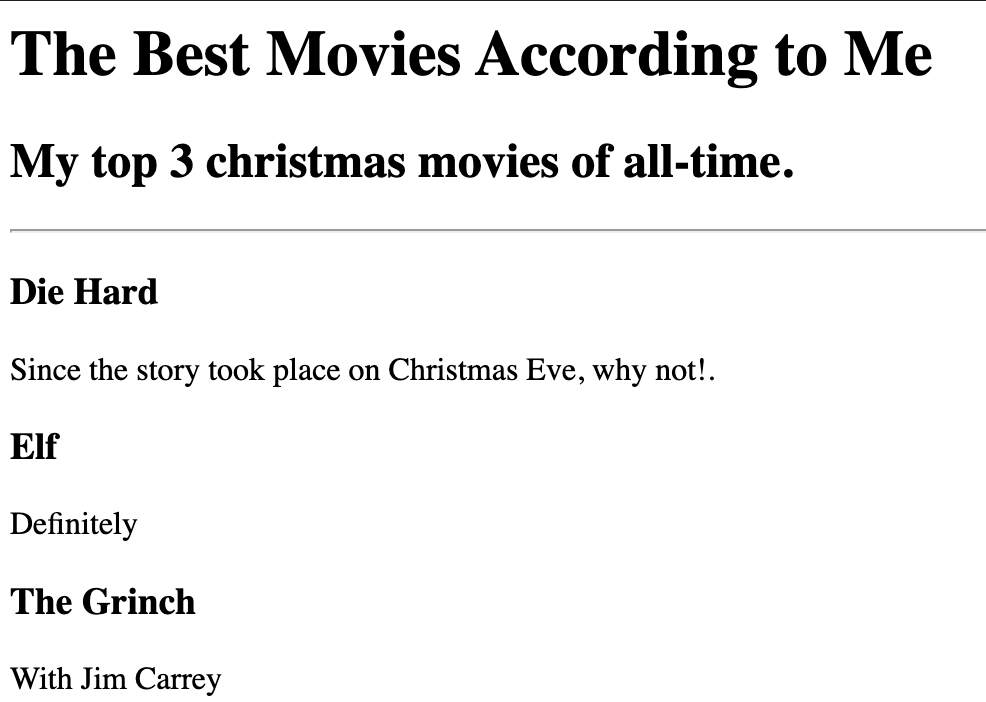 The Best Movies According to Me
My top 3 christmas movies of all-time.
Die Hard
Since the story took place on Christmas Eve, why not!.
Elf
Definitely
The Grinch
With Jim Carrey